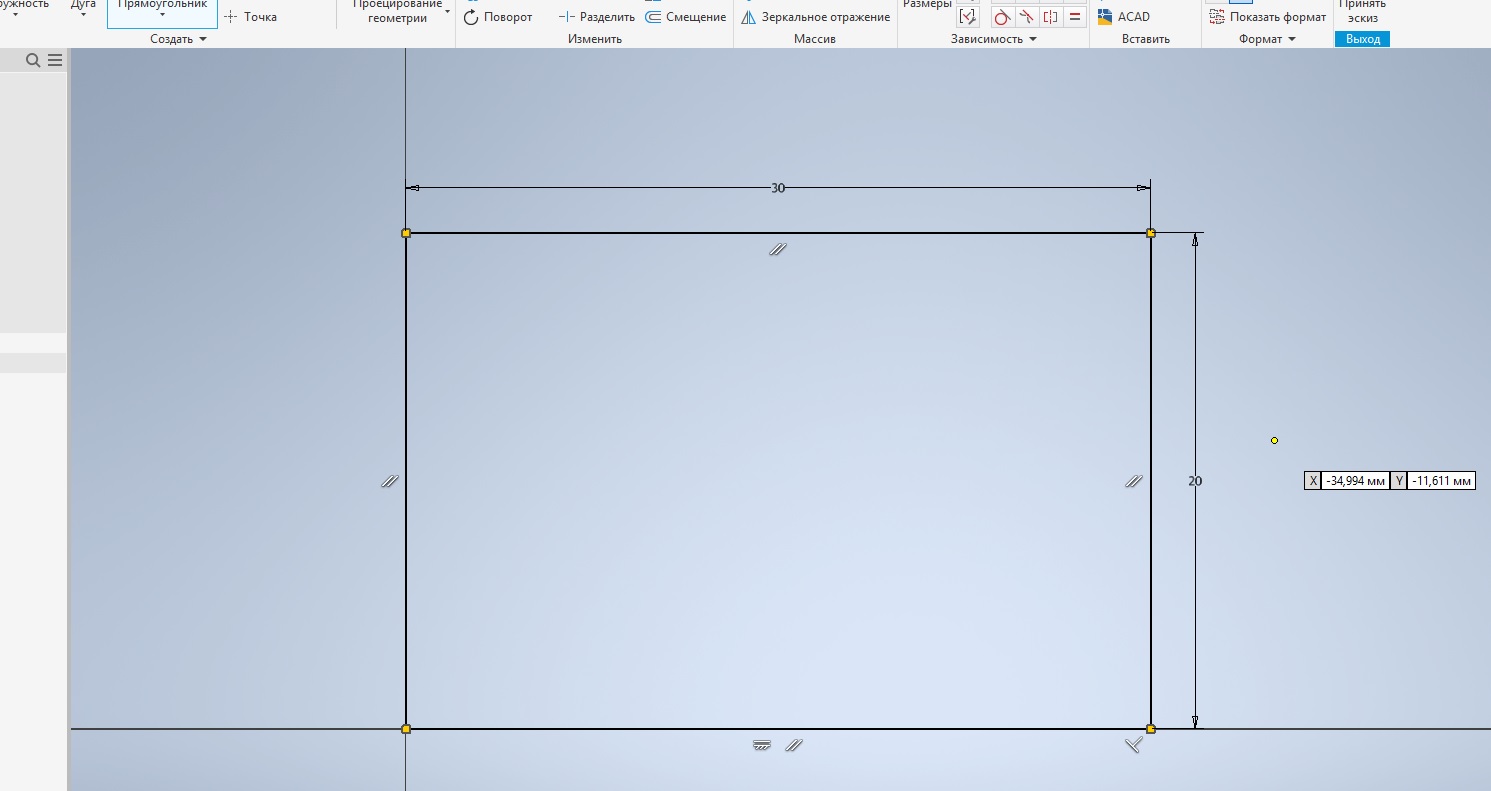 Дуга
Прямоугольник
Точка
Создать
Проецирование
геометрии
Поворот
Разделить
Смещение
Изменить
Зеркальное отражение
Массив
Размеры
Зависимость
ACAD
Вставить
Показать формат
Формат
Принять
эскиз
Выход
30
20
X -34,994 мм Y -11,611 мм